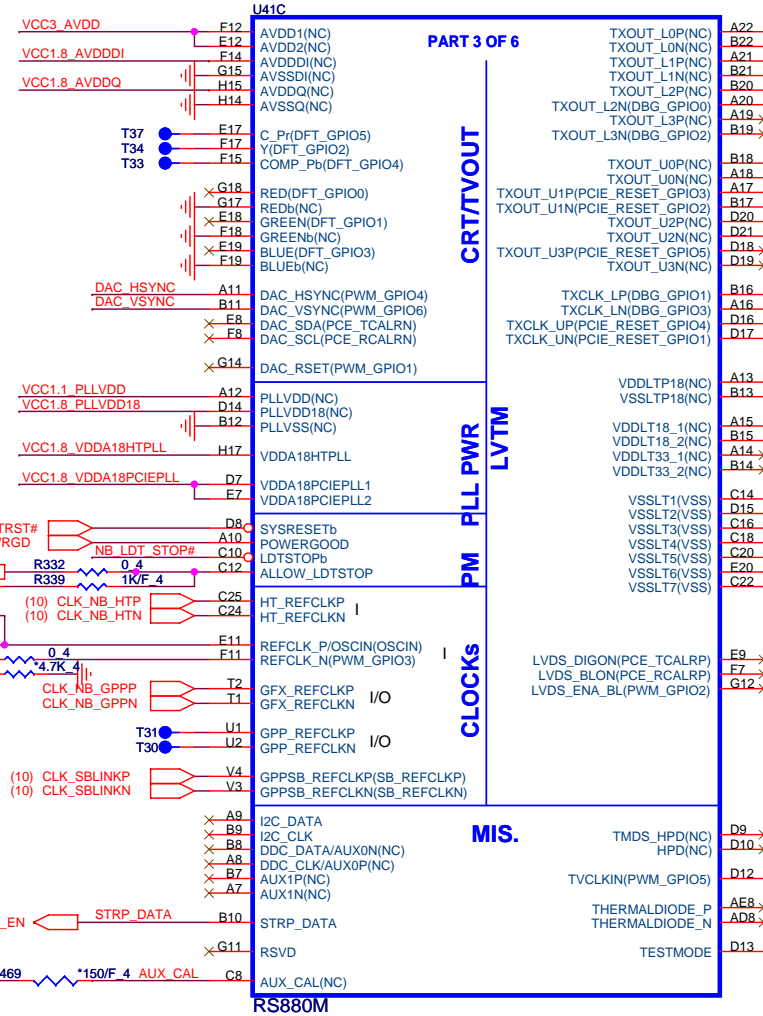 U41C
PART 3 OF 6
VCC3_AVDD F12 AVDD1(NC) TXOUT_L0P(NC) A22
E12 AVDD2(NC) TXOUT_L0N(NC) B22
VCC1.8_AVDDDI F14 AVDDDI(NC) TXOUT_L1P(NC) A21
G15 AVSSDI(NC) TXOUT_L1N(NC) B21
VCC1.8_AVDDQ H15 AVDDQ(NC) TXOUT_L2P(NC) B20
H14 AVSSQ(NC) TXOUT_L2N(DBG_GPIO0) A20
TXOUT_L3P(NC) A19
T37 E17 C_Pr(DFT_GPIO5) TXOUT_L3N(DBG_GPIO2) B19
T34 F17 Y(DFT_GPIO2)
T33 F15 COMP_Pb(DFT_GPIO4) TXOUT_U0P(NC) B18
TXOUT_U0N(NC) A18
G18 RED(DFT_GPIO0) TXOUT_U1P(PCIE_RESET_GPIO3) A17
G17 REDb(NC) TXOUT_U1N(PCIE_RESET_GPIO2) B17
E18 GREEN(DFT_GPIO1) TXOUT_U2P(NC) D20
F18 GREENb(NC) TXOUT_U2N(NC) D21
E19 BLUE(DFT_GPIO3) TXOUT_U3P(PCIE_RESET_GPIO5) D18
F19 BLUEb(NC) TXOUT_U3N(NC) D19
CRT/TVOUT
DAC_HSYNC A11 DAC_HSYNC(PWM_GPIO4) TXCLK_LP(DBG_GPIO1) B16
DAC_VSYNC B11 DAC_VSYNC(PWM_GPIO6) TXCLK_LN(DBG_GPIO3) A16
E8 DAC_SDA(PCE_TCALRN) TXCLK_UP(PCIE_RESET_GPIO4) D16
F8 DAC_SCL(PCE_RCALRN) TXCLK_UN(PCIE_RESET_GPIO1) D17
G14 DAC_RSET(PWM_GPIO1)
VDDLTP18(NC) A13
VCC1.1_PLLVDD A12 PLLVDD(NC) VSSLTP18(NC) B13
VCC1.8_PLLVDD18 D14 PLLVDD18(NC)
B12 PLLVSS(NC) VDDLT18_1(NC) A15
VDDLT18_2(NC) B15
VCC1.8_VDDA18HTPLL H17 VDDA18HTPLL VDDLT33_1(NC) A14
VDDLT33_2(NC) B14
VCC1.8_VDDA18PCIEPLL D7 VDDA18PCIEPLL1
E7 VDDA18PCIEPLL2 VSSLT1(VSS) C14
PLL PWR
LVTM
VSSLT2(VSS) D15
TRST# D8 SYSRESETb VSSLT3(VSS) C16
RGD A10 POWERGOOD VSSLT4(VSS) C18
NB_LDT_STOP# C10 LDTSTOPb VSSLT5(VSS) C20
R332 0_4 C12 ALLOW_LDTSTOP VSSLT6(VSS) E20
R339 1K/F_4 VSSLT7(VSS) C22
PM
(10) CLK_NB_HTP C25 HT_REFCLKP I
(10) CLK_NB_HTN C24 HT_REFCLKN
E11 REFCLK_P/OSCIN(OSCIN) I
0_4 F11 REFCLK_N(PWM_GPIO3) LVDS_DIGON(PCE_TCALRP) E9
*4.7K_4 LVDS_BLON(PCE_RCALRP) F7
CLK_NB_GPPP T2 GFX_REFCLKP I/O LVDS_ENA_BL(PWM_GPIO2) G12
CLK_NB_GPPN T1 GFX_REFCLKN
CLOCKs
T31 U1 GPP_REFCLKP I/O
T30 U2 GPP_REFCLKN
(10) CLK_SBLINKP V4 GPPSB_REFCLKP(SB_REFCLKP)
(10) CLK_SBLINKN V3 GPPSB_REFCLKN(SB_REFCLKN)
MIS.
A9 I2C_DATA
B9 I2C_CLK TMDS_HPD(NC) D9
B8 DDC_DATA/AUX0N(NC) HPD(NC) D10
A8 DDC_CLK/AUX0P(NC)
B7 AUX1P(NC) TVCLKIN(PWM_GPIO5) D12
A7 AUX1N(NC)
THERMALDIODE_P AE8
_EN STRP_DATA B10 STRP_DATA THERMALDIODE_N AD8
G11 RSVD TESTMODE D13
469 *150/F_4 AUX_CAL C8 AUX_CAL(NC)
RS880M